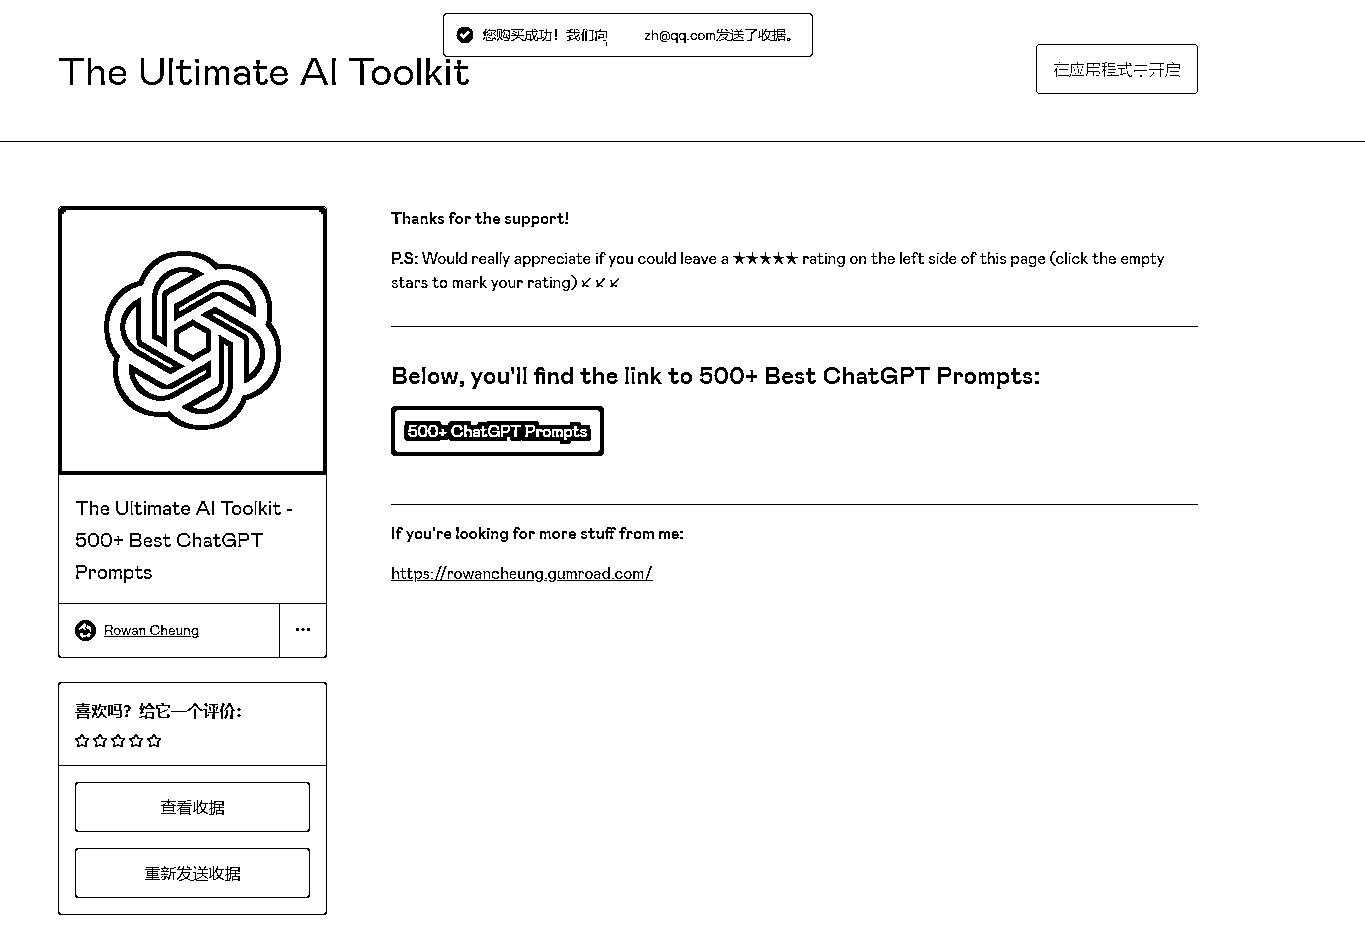 您购买成功！我们向 zh@qq.com发送了收据。
The Ultimate AI Toolkit
在应用程式中开启
Thanks for the support!
P.S: Would really appreciate if you could leave a ★★★★★ rating on the left side of this page (click the empty
stars to mark your rating) ↙ ↙ ↙
Below, you'll find the link to 500+ Best ChatGPT Prompts:
500+ ChatGPT Prompts
If you're looking for more stuff from me:
https://rowancheung.gumroad.com/
The Ultimate AI Toolkit -
500+ Best ChatGPT
Prompts
Rowan Cheung
喜欢吗？给它一个评价：
☆☆☆☆☆
查看收据
重新发送收据